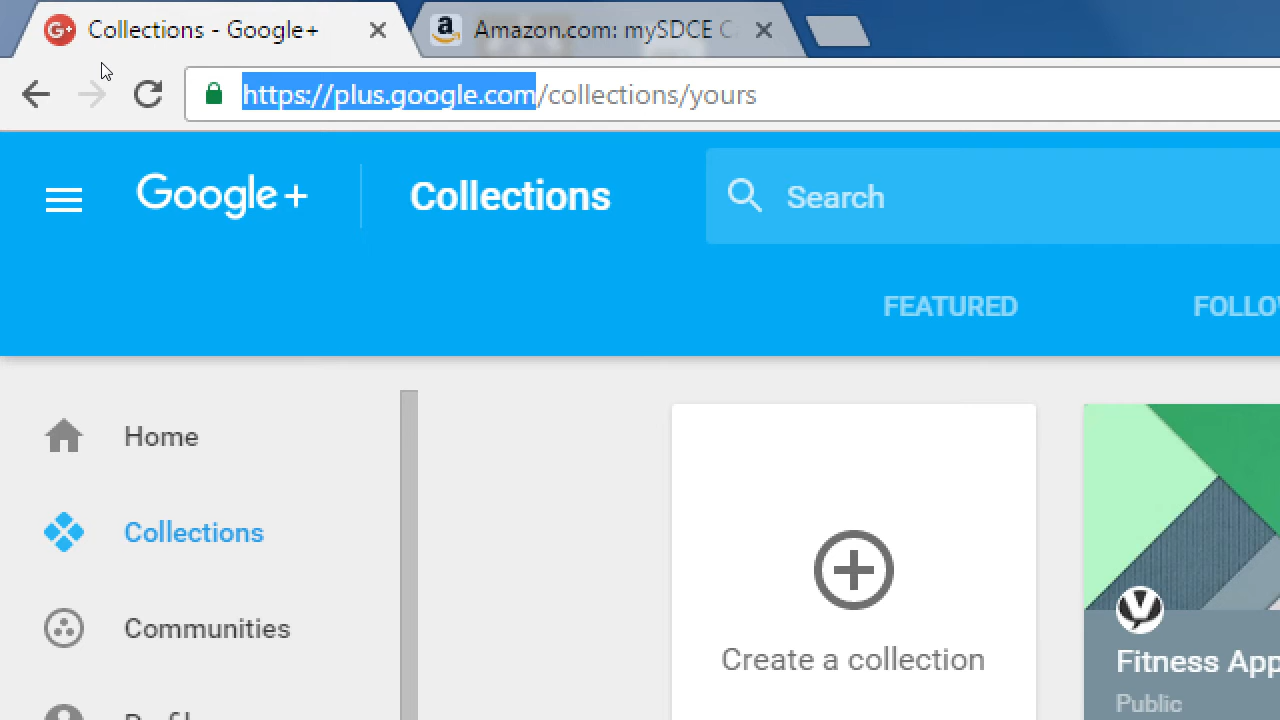 Collections - Google+
Amazon.com: mySDCE
https://plus.google.com/collections/yours
Google+
Collections
Search
FEATURED
Home
Collections
Communities
Create a collection
Fitness App
Public